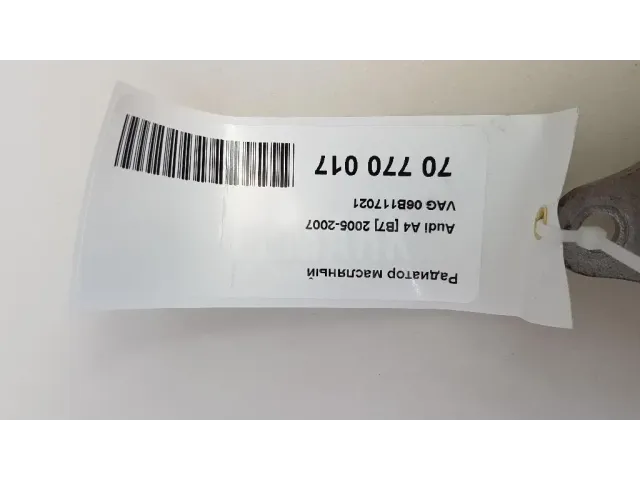 Радиатор масляный
Audi A4 [B7] 2005-2007
VAG 06B117021
70 770 017